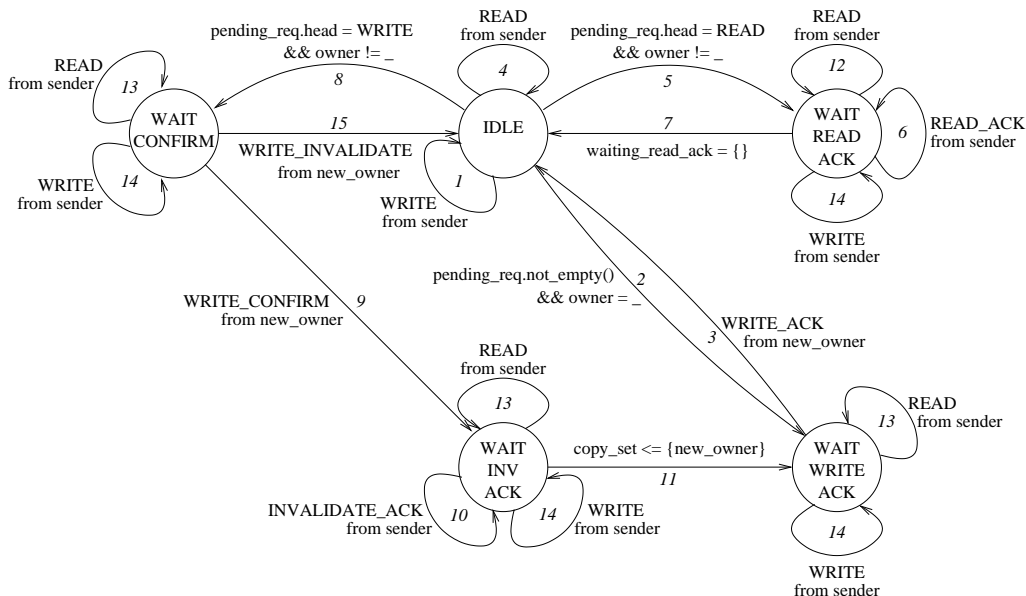 READ
from sender
13
WAIT
CONFIRM
14
WRITE
from sender
pending_req.head = WRITE
&& owner != _
8
15
WRITE_INVALIDATE
from new_owner
READ
from sender
4
IDLE
1
WRITE
from sender
pending_req.head = READ
&& owner != _
5
7
waiting_read_ack = {}
READ
from sender
12
WAIT
READ
ACK
6
READ_ACK
from sender
14
WRITE
from sender
pending_req.not_empty()
&& owner = _
2
3
WRITE_ACK
from new_owner
WRITE_CONFIRM
from new_owner
9
READ
from sender
13
WAIT
INV
ACK
INVALIDATE_ACK
from sender
10
14
WRITE
from sender
copy_set <= {new_owner}
11
WAIT
WRITE
ACK
13
READ
from sender
14
WRITE
from sender